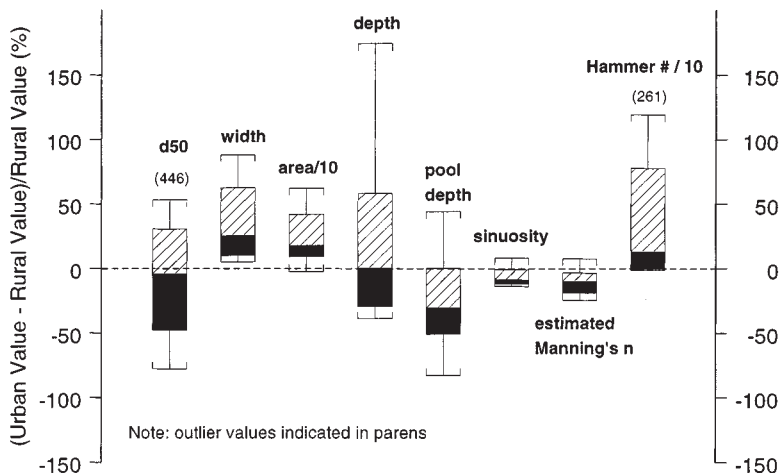 (Urban Value - Rural Value)/Rural Value (%)
150
100
50
0
-50
-100
-150
d50
(446)
width
area/10
depth
pool
depth
sinuosity
estimated
Manning's n
Hammer # / 10
(261)
Note: outlier values indicated in parens
150
100
50
0
-50
-100
-150